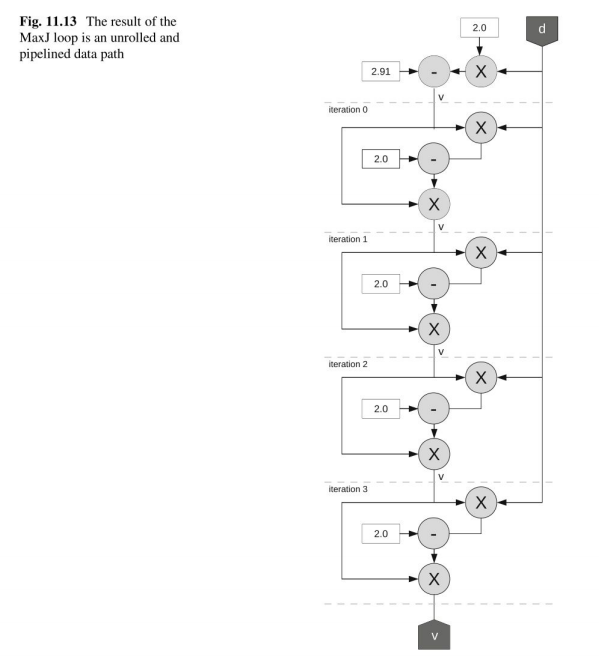 Fig. 11.13 The result of the
MaxJ loop is an unrolled and
pipelined data path
2.0
d
2.91
-
X
v
iteration 0
X
2.0
-
X
v
iteration 1
X
2.0
-
X
v
iteration 2
X
2.0
-
X
v
iteration 3
X
2.0
-
X
v